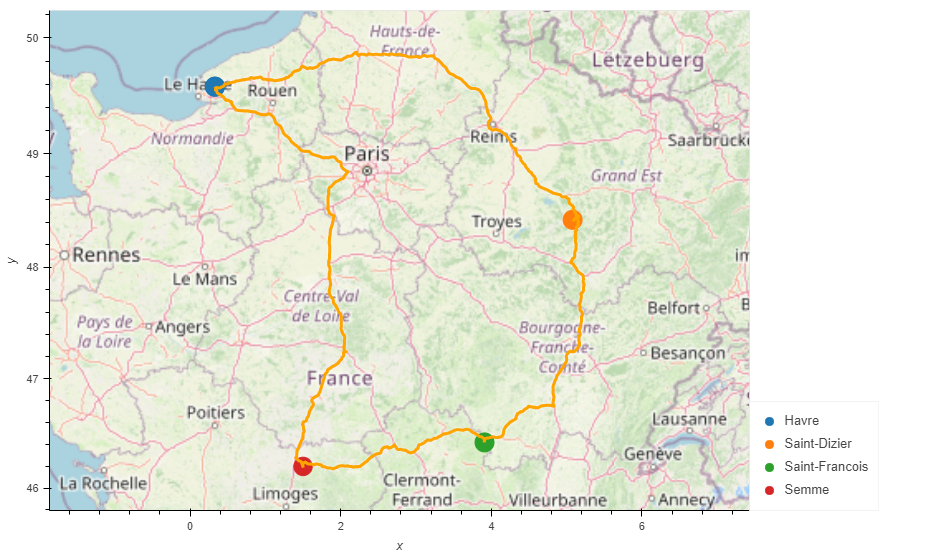 50
Hauts-de-
France
Lëtzebuerg
Rouen
Reims
Saarbrücke
49
Normandie
Paris
Grand Est
Troyes
Rennes
im
48
Le Mans
Centre-Val
de Loire
Belfort
B
Pays de
la Loire
Angers
Bourgogne-
Franche-
Comté
Besançon
47
France
Poitiers
Lausanne
Genève
46
La Rochelle
Limoges
Clermont-
Ferrand
Villeurbanne
Annecy
0
2
4
6
x
y
Havre
Saint-Dizier
Saint-Francois
Semme